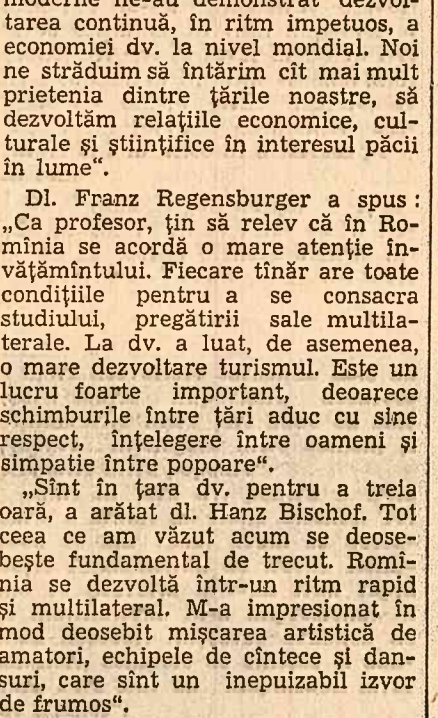 moderne ne-au demonstrat dezvol-
tarea continuă, în ritm impetuos, a
economiei dv. la nivel mondial. Noi
ne străduim să întărim cît mai mult
prietenia dintre țările noastre, să
dezvoltăm relațiile economice, cul-
turale și științifice în interesul păcii
în lume“.
Dl. Franz Regensburger a spus :
„Ca profesor, țin să relev că în Ro-
mînia se acordă o mare atenție în-
vățămîntului. Fiecare tînăr are toate
condițiile pentru a se consacra
studiului, pregătirii sale multila-
terale. La dv. a luat, de asemenea,
o mare dezvoltare turismul. Este un
lucru foarte important, deoarece
schimburile între țări aduc cu sine
respect, înțelegere între oameni și
simpatie între popoare“.
„Sînt în țara dv. pentru a treia
oară, a arătat dl. Hanz Bischof. Tot
ceea ce am văzut acum se deose-
bește fundamental de trecut. Romî-
nia se dezvoltă într-un ritm rapid
și multilateral. M-a impresionat în
mod deosebit mișcarea artistică de
amatori, echipele de cîntece și dan-
suri, care sînt un inepuizabil izvor
de frumos“.